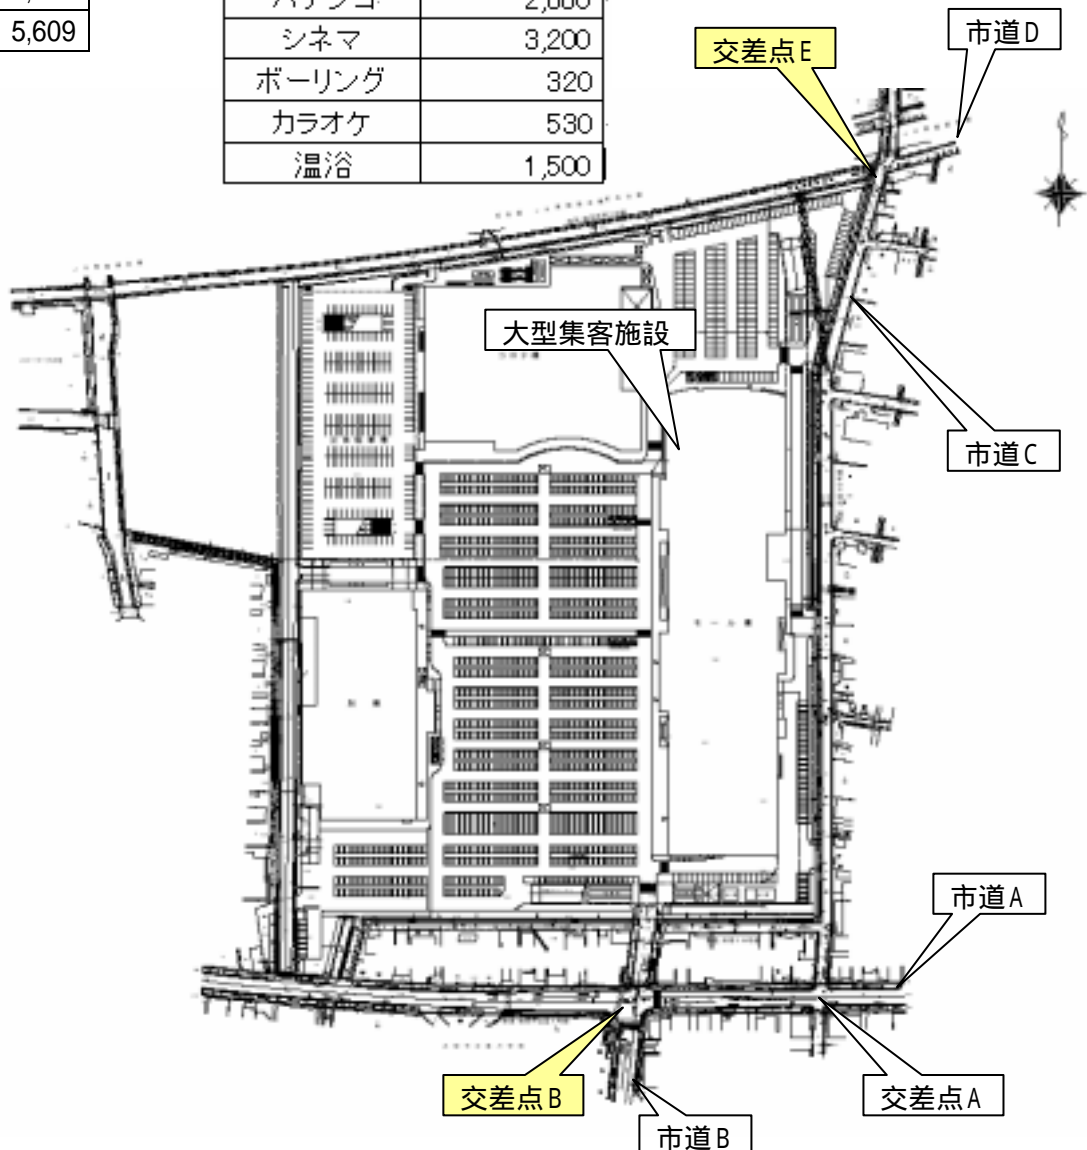 5,609
シネマ 3,200
ボーリング 320
カラオケ 530
温浴 1,500
市道D
交差点E
大型集客施設
市道C
市道A
交差点B
交差点A
市道B